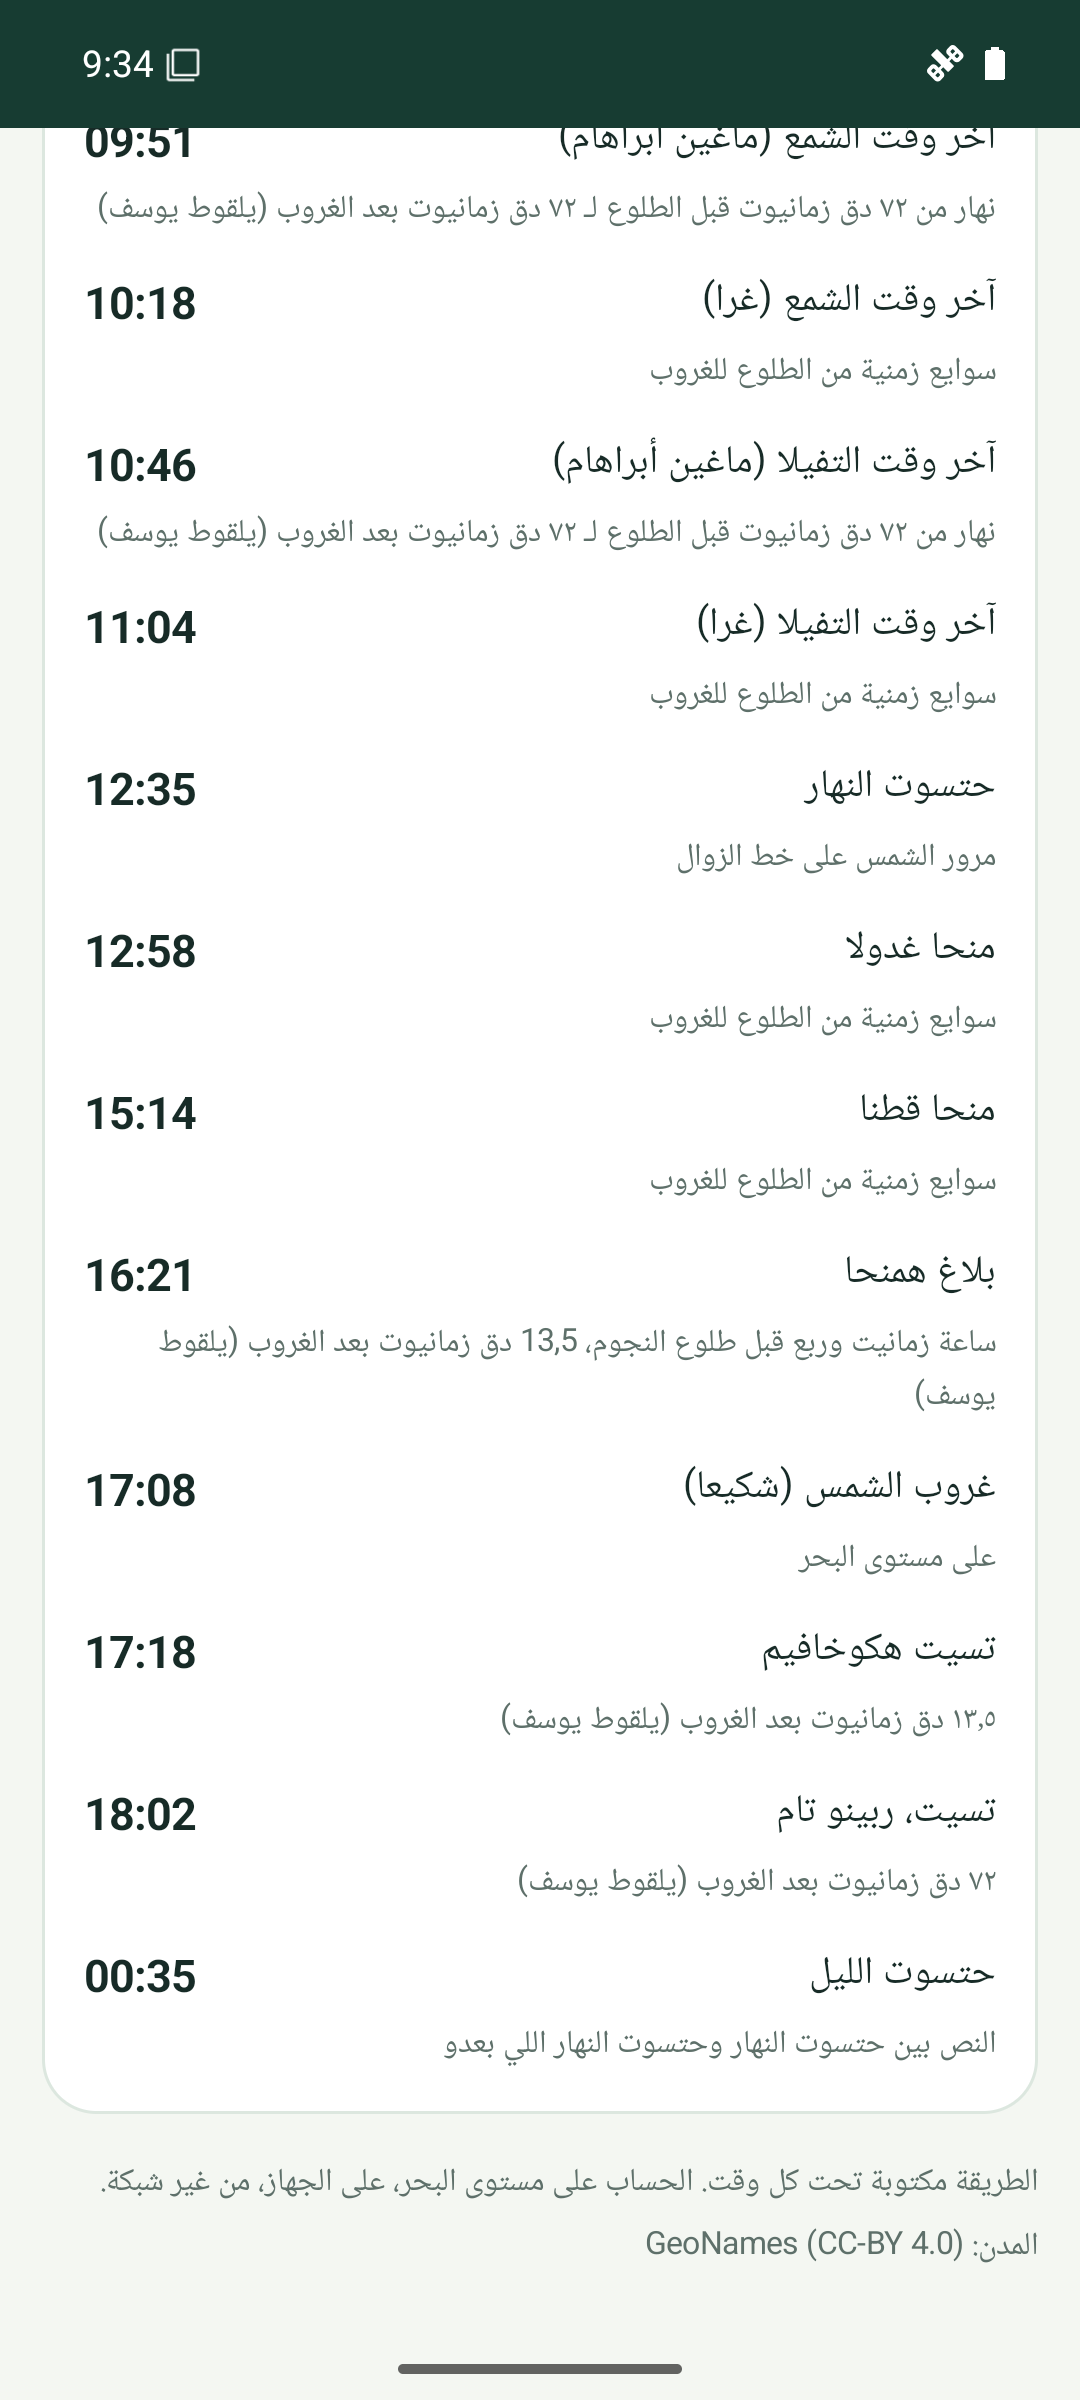 9:34
آخر وقت الشمع (ماغين أبراهام) 09:51
نهار من ٧٢ دق زمانيوت قبل الطلوع لـ ٧٢ دق زمانيوت بعد الغروب (يلقوط يوسف)
آخر وقت الشمع (غرا) 10:18
سوايع زمنية من الطلوع للغروب
آخر وقت التفيلا (ماغين أبراهام) 10:46
نهار من ٧٢ دق زمانيوت قبل الطلوع لـ ٧٢ دق زمانيوت بعد الغروب (يلقوط يوسف)
آخر وقت التفيلا (غرا) 11:04
سوايع زمنية من الطلوع للغروب
حتسوت النهار 12:35
مرور الشمس على خط الزوال
منحا غدولا 12:58
سوايع زمنية من الطلوع للغروب
منحا قطنا 15:14
سوايع زمنية من الطلوع للغروب
بلاغ همنحا 16:21
ساعة زمانيت وربع قبل طلوع النجوم، 13,5 دق زمانيوت بعد الغروب (يلقوط
يوسف)
غروب الشمس (شكيعا) 17:08
على مستوى البحر
تسيت هكوخافيم 17:18
١٣,٥ دق زمانيوت بعد الغروب (يلقوط يوسف)
تسيت، ربينو تام 18:02
٧٢ دق زمانيوت بعد الغروب (يلقوط يوسف)
حتسوت الليل 00:35
النص بين حتسوت النهار وحتسوت النهار اللي بعدو
الطريقة مكتوبة تحت كل وقت. الحساب على مستوى البحر، على الجهاز، من غير شبكة.
المدن: GeoNames (CC-BY 4.0)